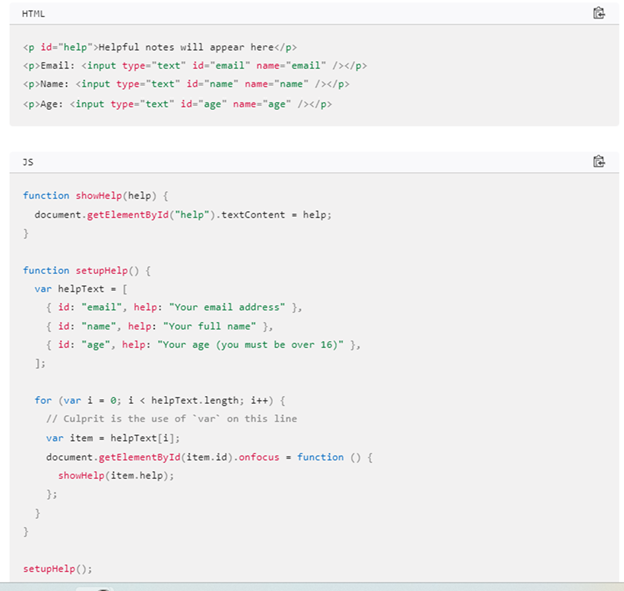 HTML
<p id="help">Helpful notes will appear here</p>
<p>Email: <input type="text" id="email" name="email" /></p>
<p>Name: <input type="text" id="name" name="name" /></p>
<p>Age: <input type="text" id="age" name="age" /></p>
JS
function showHelp(help) {
  document.getElementById("help").textContent = help;
}
function setupHelp() {
  var helpText = [
    { id: "email", help: "Your email address" },
    { id: "name", help: "Your full name" },
    { id: "age", help: "Your age (you must be over 16)" },
  ];
  for (var i = 0; i < helpText.length; i++) {
    // Culprit is the use of `var` on this line
    var item = helpText[i];
    document.getElementById(item.id).onfocus = function () {
      showHelp(item.help);
    };
  }
}
setupHelp();